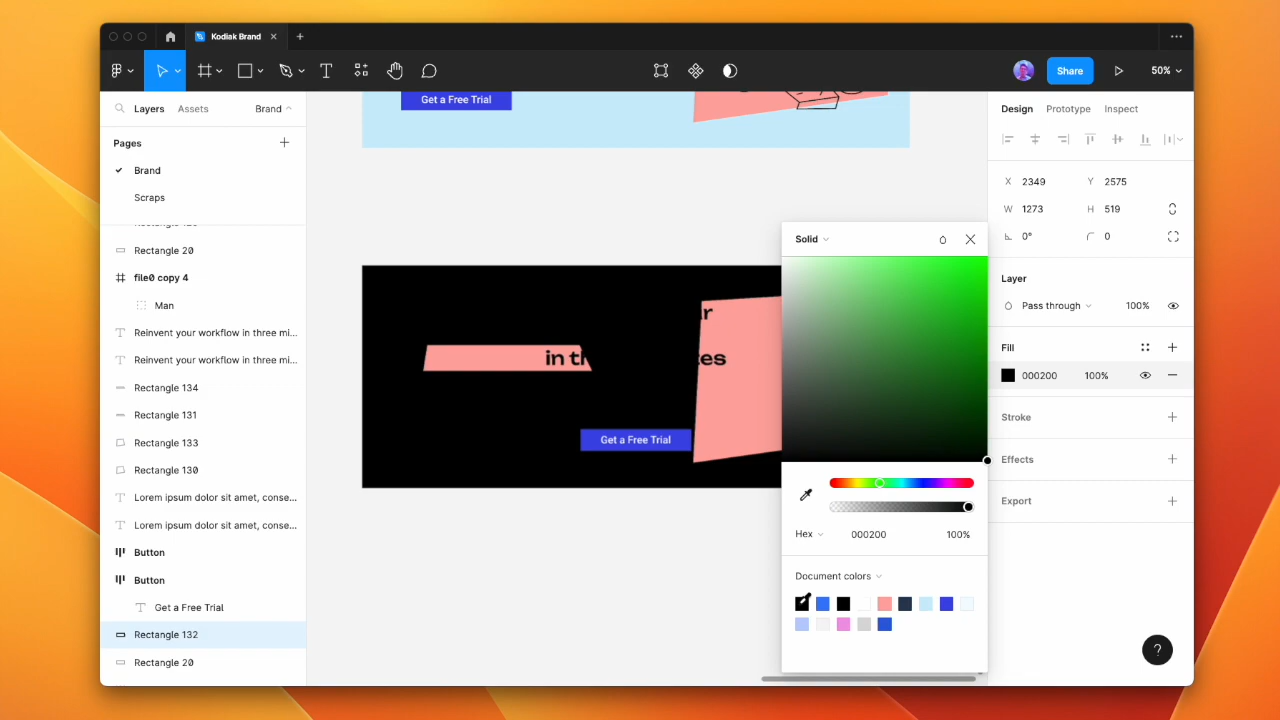 Kodiak Brand
Share
50%
Layers
Assets
Brand
Pages
Brand
Scraps
Rectangle 20
file0 copy 4
Man
Reinvent your workflow in three mi...
Reinvent your workflow in three mi...
Rectangle 134
Rectangle 131
Rectangle 133
Rectangle 130
Lorem ipsum dolor sit amet, conse...
Lorem ipsum dolor sit amet, conse...
Button
Button
Get a Free Trial
Rectangle 132
Rectangle 20
Get a Free Trial
Get a Free Trial
Solid
Hex
000200
100%
Document colors
Design
Prototype
Inspect
X 2349 Y 2575
W 1273 H 519
0° 0
Layer
Pass through 100%
Fill
000200 100%
Stroke
Effects
Export
?